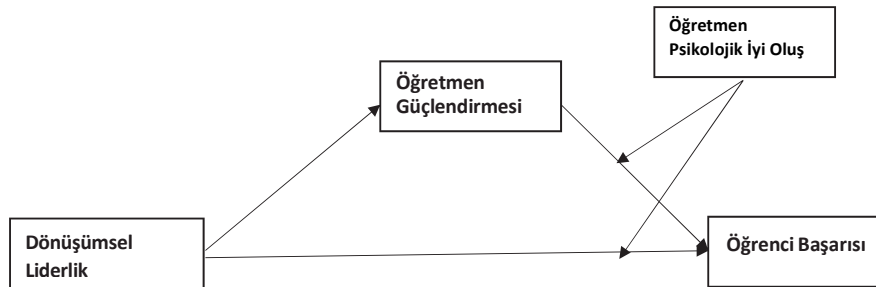 Öğretmen
Psikolojik İyi Oluş
Öğretmen
Güçlendirmesi
Dönüşümsel
Liderlik
Öğrenci Başarısı